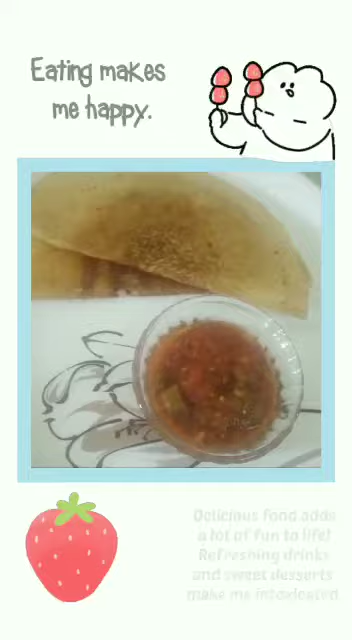 Eating makes
me happy.
Delicious fond adds
a lot of fun to life!
Refreshing drinks
and sweet desserts
make me intoxicated